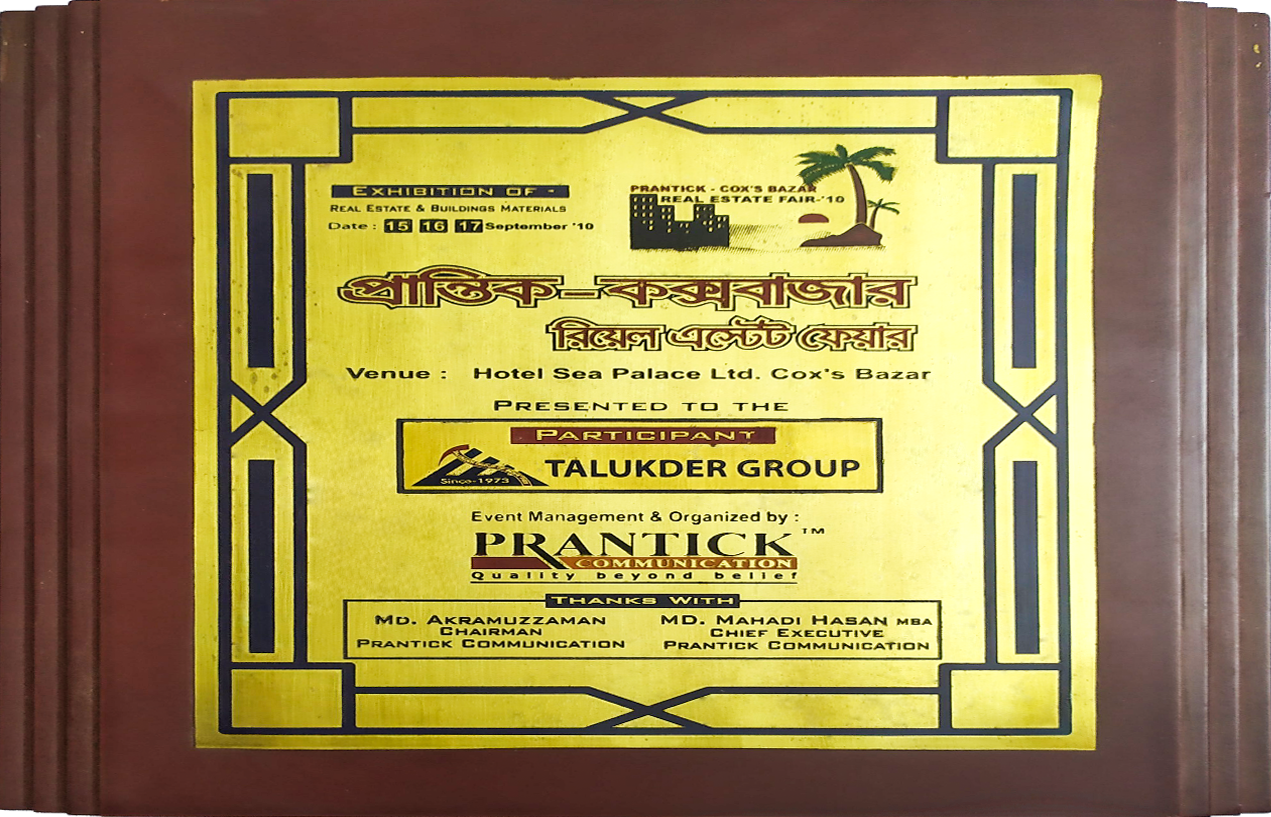 EXHIBITION OF -
REAL ESTATE & BUILDINGS MATERIALS
Date : 15 16 17 September '10
PRANTICK - COX'S BAZAR
REAL ESTATE FAIR-'10
প্রান্তিক-কক্সবাজার
রিয়েল এস্টেট ফেয়ার
Venue : Hotel Sea Palace Ltd. Cox's Bazar
PRESENTED TO THE
PARTICIPANT
Since-1973
TALUKDER GROUP
Event Management & Organized by :
PRANTICK™
COMMUNICATION
Quality beyond belief
THANKS WITH
MD. AKRAMUZZAMAN
CHAIRMAN
PRANTICK COMMUNICATION
MD. MAHADI HASAN MBA
CHIEF EXECUTIVE
PRANTICK COMMUNICATION